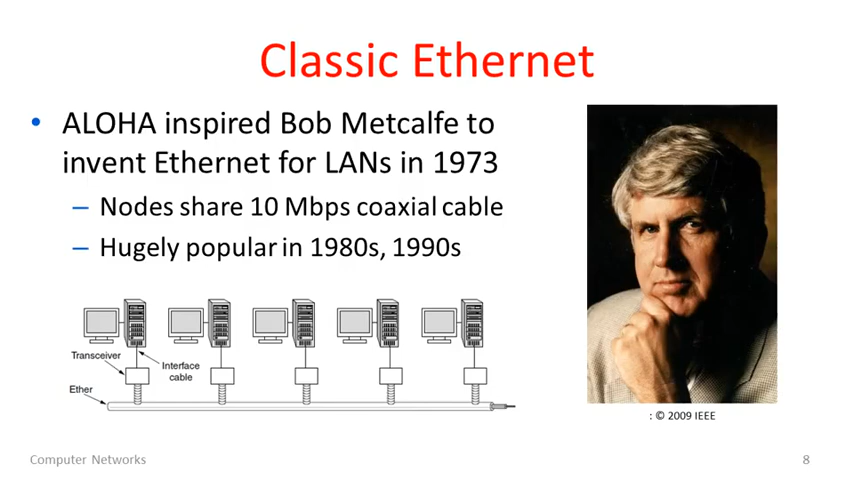 Classic Ethernet
• ALOHA inspired Bob Metcalfe to
invent Ethernet for LANs in 1973
– Nodes share 10 Mbps coaxial cable
– Hugely popular in 1980s, 1990s
Transceiver
Interface
cable
Ether
: © 2009 IEEE
Computer Networks
8